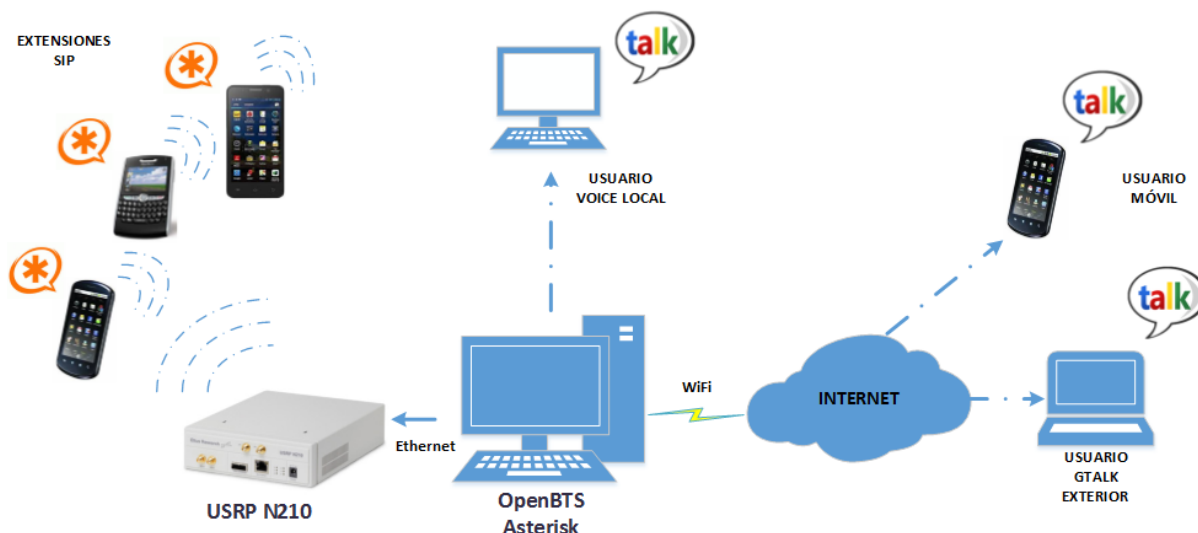 EXTENSIONES
SIP
talk
USUARIO
VOICE LOCAL
talk
USUARIO
MÓVIL
talk
WiFi
INTERNET
Ethernet
USRP N210
OpenBTS
Asterisk
USUARIO
GTALK
EXTERIOR